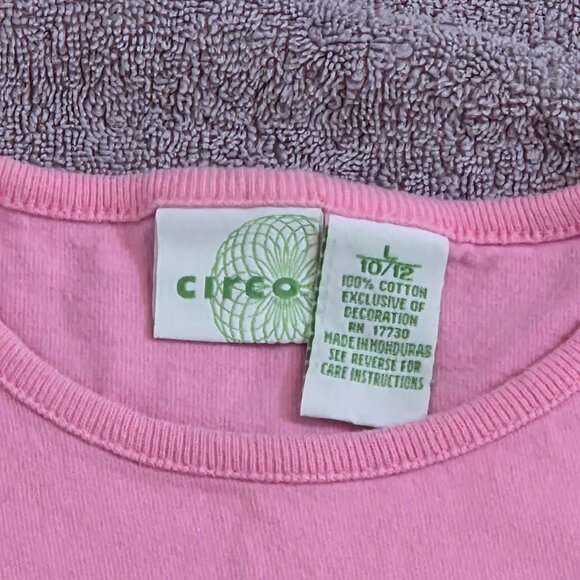 circo
L
10/12
100% COTTON
EXCLUSIVE OF
DECORATION
RN 17730
MADE IN HONDURAS
SEE REVERSE FOR
CARE INSTRUCTIONS